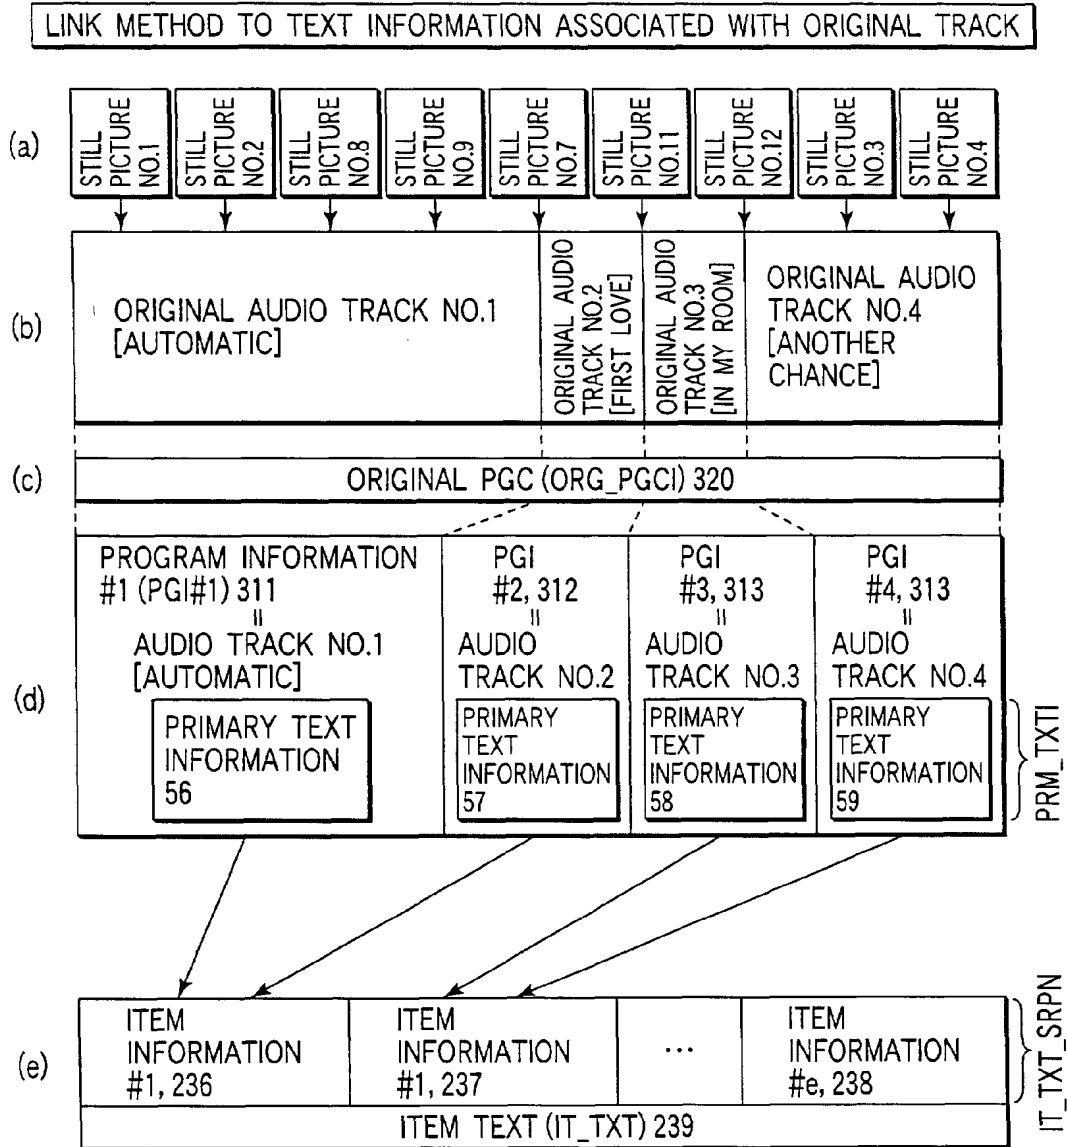 LINK METHOD TO TEXT INFORMATION ASSOCIATED WITH ORIGINAL TRACK
(a)
STILL
PICTURE
NO.1
STILL
PICTURE
NO.2
STILL
PICTURE
NO.8
STILL
PICTURE
NO.9
STILL
PICTURE
NO.7
STILL
PICTURE
NO.11
STILL
PICTURE
NO.12
STILL
PICTURE
NO.3
STILL
PICTURE
NO.4
(b)
ORIGINAL AUDIO TRACK NO.1
[AUTOMATIC]
ORIGINAL AUDIO
TRACK NO.2
[FIRST LOVE]
ORIGINAL AUDIO
TRACK NO.3
[IN MY ROOM]
ORIGINAL AUDIO
TRACK NO.4
[ANOTHER
CHANCE]
(c)
ORIGINAL PGC (ORG_PGCI) 320
(d)
PROGRAM INFORMATION
#1 (PGI#1) 311
=
AUDIO TRACK NO.1
[AUTOMATIC]
PRIMARY TEXT
INFORMATION
56
PGI
#2, 312
=
AUDIO
TRACK NO.2
PRIMARY
TEXT
INFORMATION
57
PGI
#3, 313
=
AUDIO
TRACK NO.3
PRIMARY
TEXT
INFORMATION
58
PGI
#4, 313
=
AUDIO
TRACK NO.4
PRIMARY
TEXT
INFORMATION
59
PRM_TXTI
(e)
ITEM
INFORMATION
#1, 236
ITEM
INFORMATION
#1, 237
...
ITEM
INFORMATION
#e, 238
IT_TXT_SRPN
ITEM TEXT (IT_TXT) 239